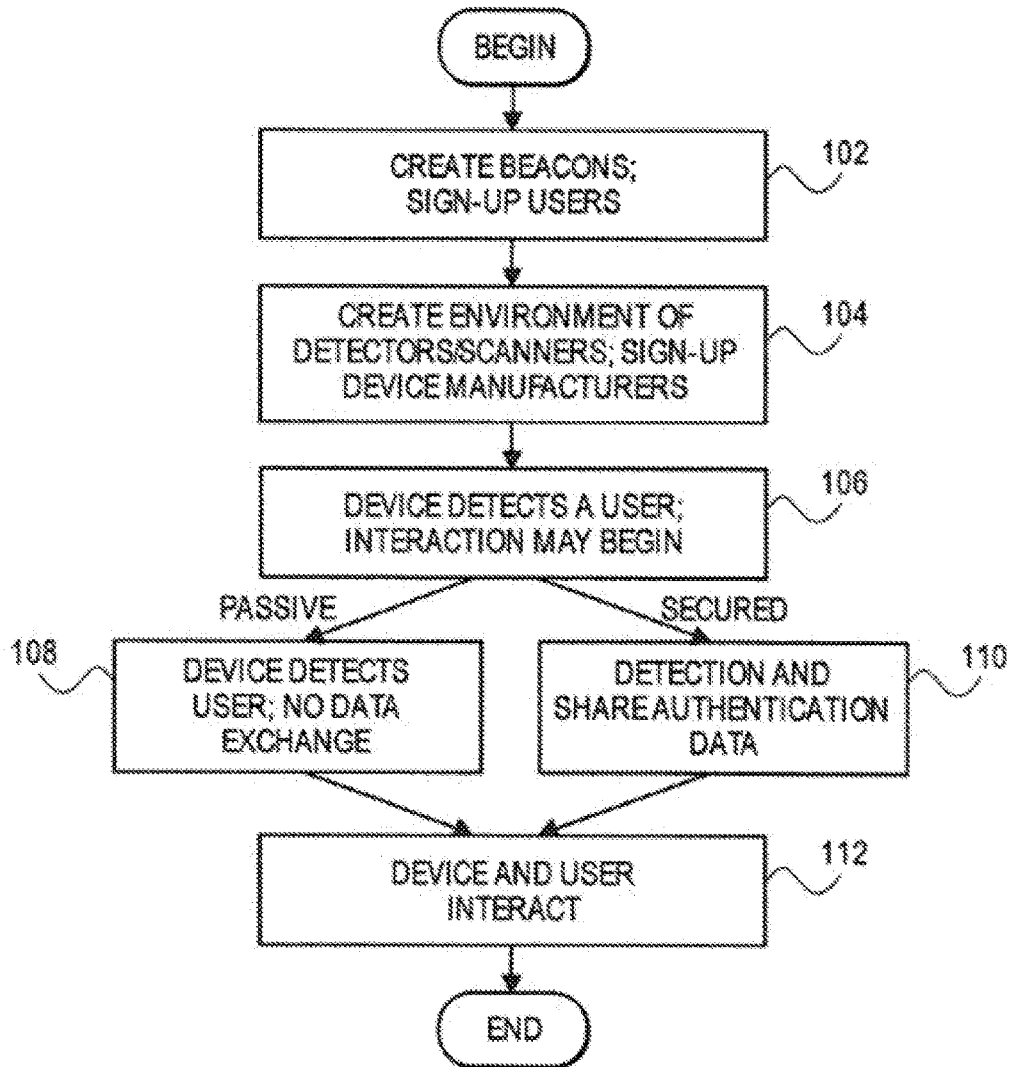 BEGIN
CREATE BEACONS;
SIGN-UP USERS
102
CREATE ENVIRONMENT OF
DETECTORS/SCANNERS; SIGN-UP
DEVICE MANUFACTURERS
104
DEVICE DETECTS A USER;
INTERACTION MAY BEGIN
106
PASSIVE
SECURED
108
DEVICE DETECTS
USER; NO DATA
EXCHANGE
DETECTION AND
SHARE AUTHENTICATION
DATA
110
DEVICE AND USER
INTERACT
112
END